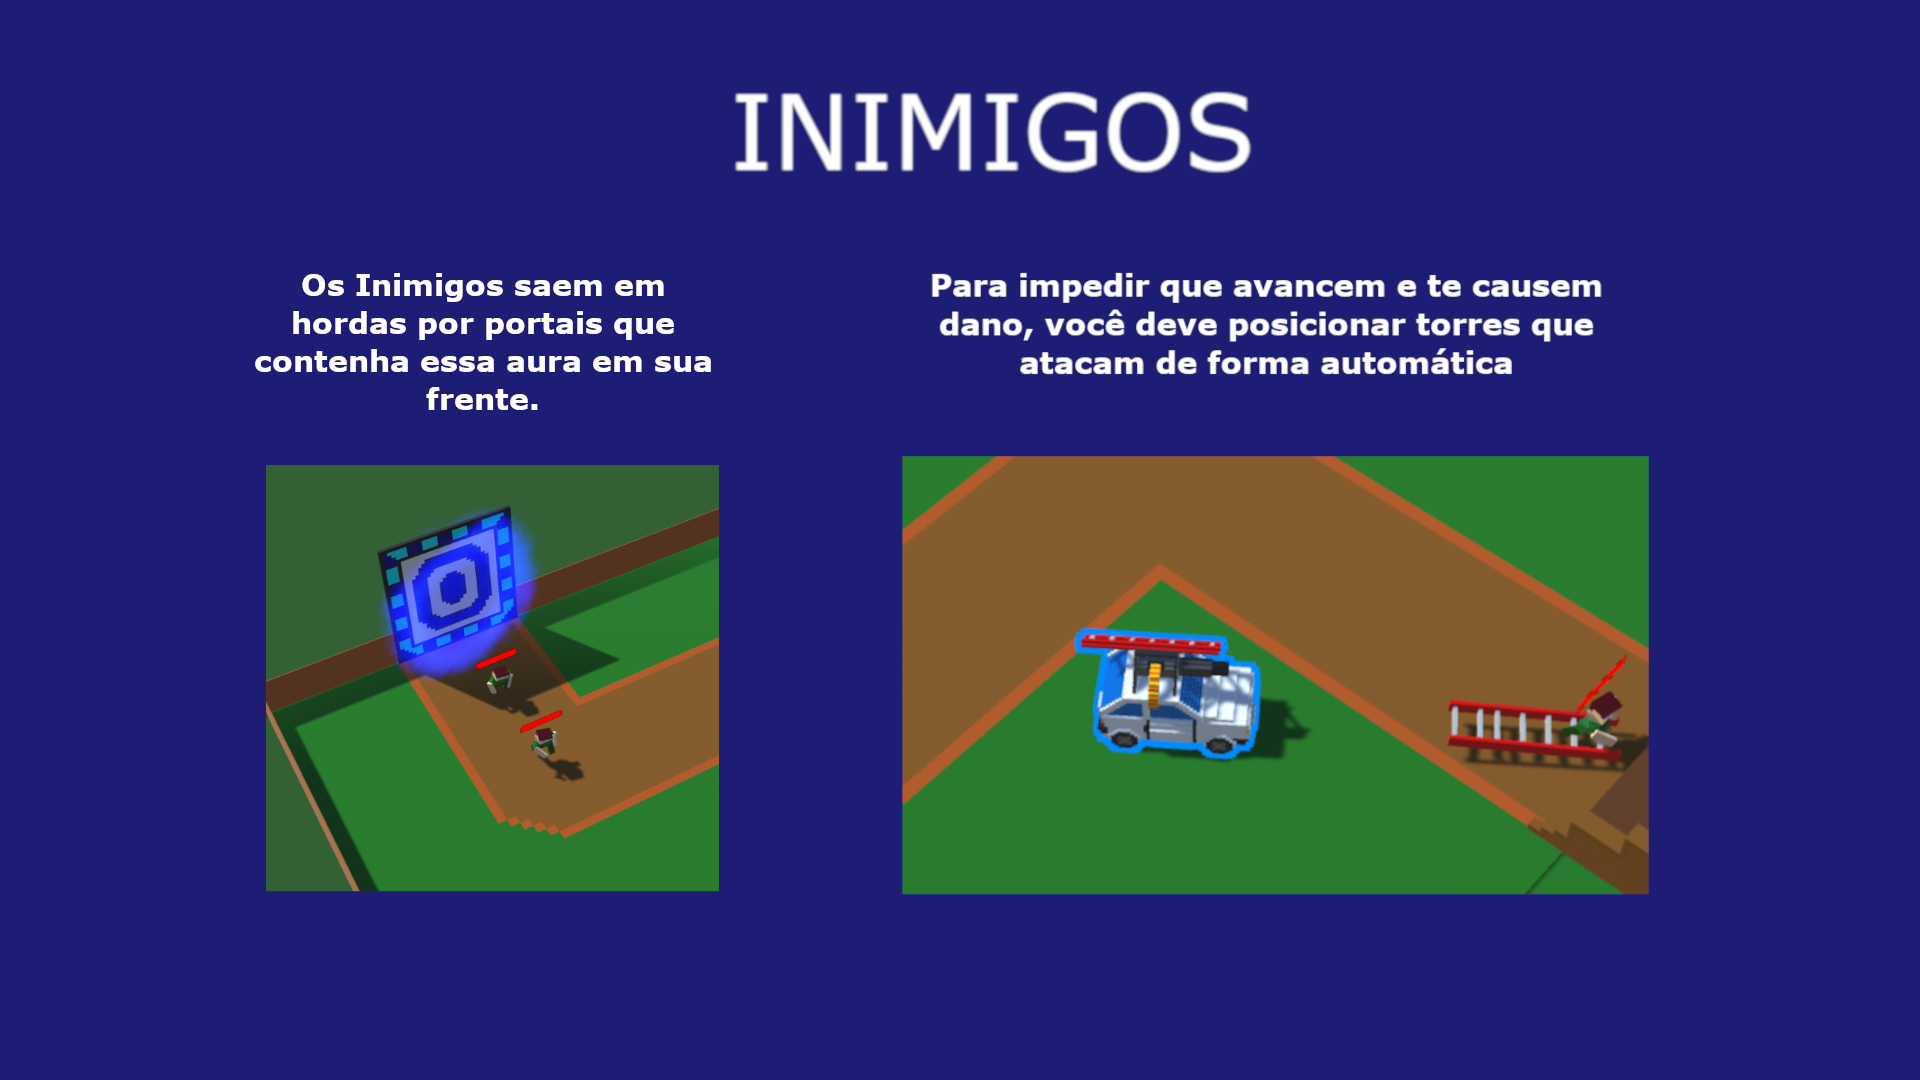 INIMIGOS
Os Inimigos saem em
hordas por portais que
contenha essa aura em sua
frente.
Para impedir que avancem e te causem
dano, você deve posicionar torres que
atacam de forma automática